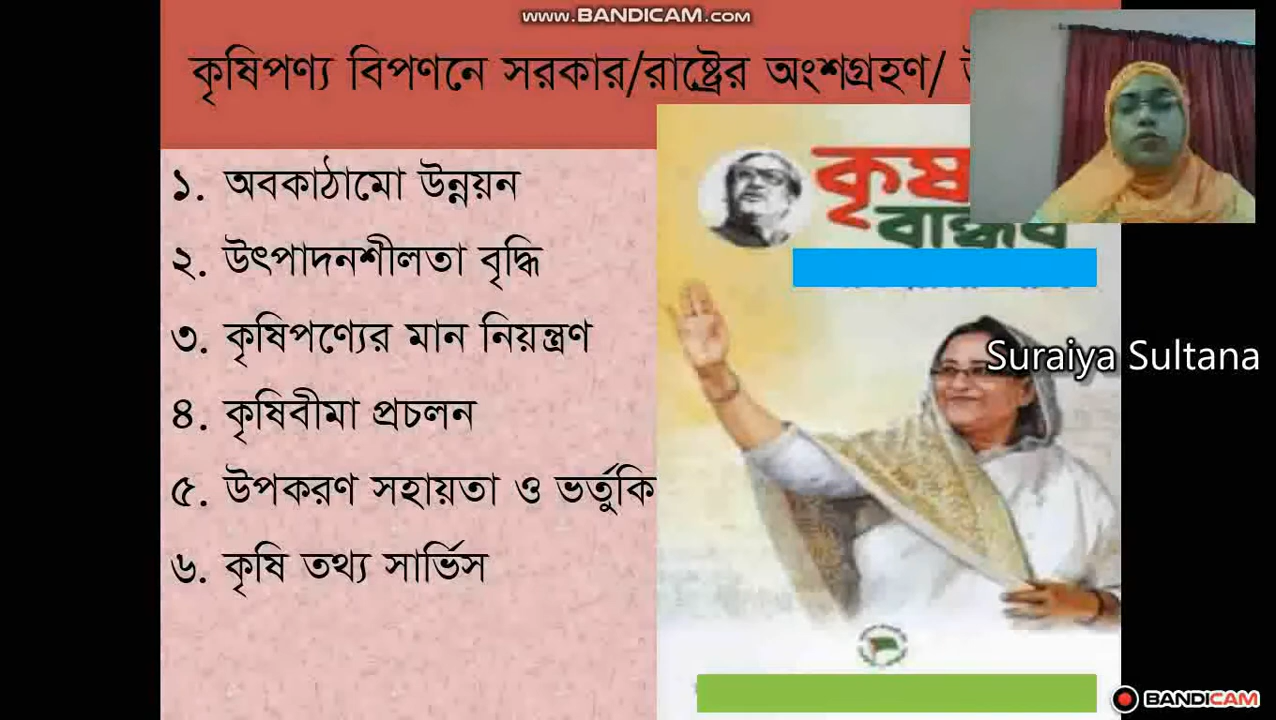 www.BANDICAM.com
কৃষিপণ্য বিপণনে সরকার/রাষ্ট্রের অংশগ্রহণ/
১. অবকাঠামো উন্নয়ন
২. উৎপাদনশীলতা বৃদ্ধি
৩. কৃষিপণ্যের মান নিয়ন্ত্রণ
৪. কৃষিবীমা প্রচলন
৫. উপকরণ সহায়তা ও ভর্তুকি
৬. কৃষি তথ্য সার্ভিস
কৃষ
বান্ধব
Suraiya Sultana
BANDICAM